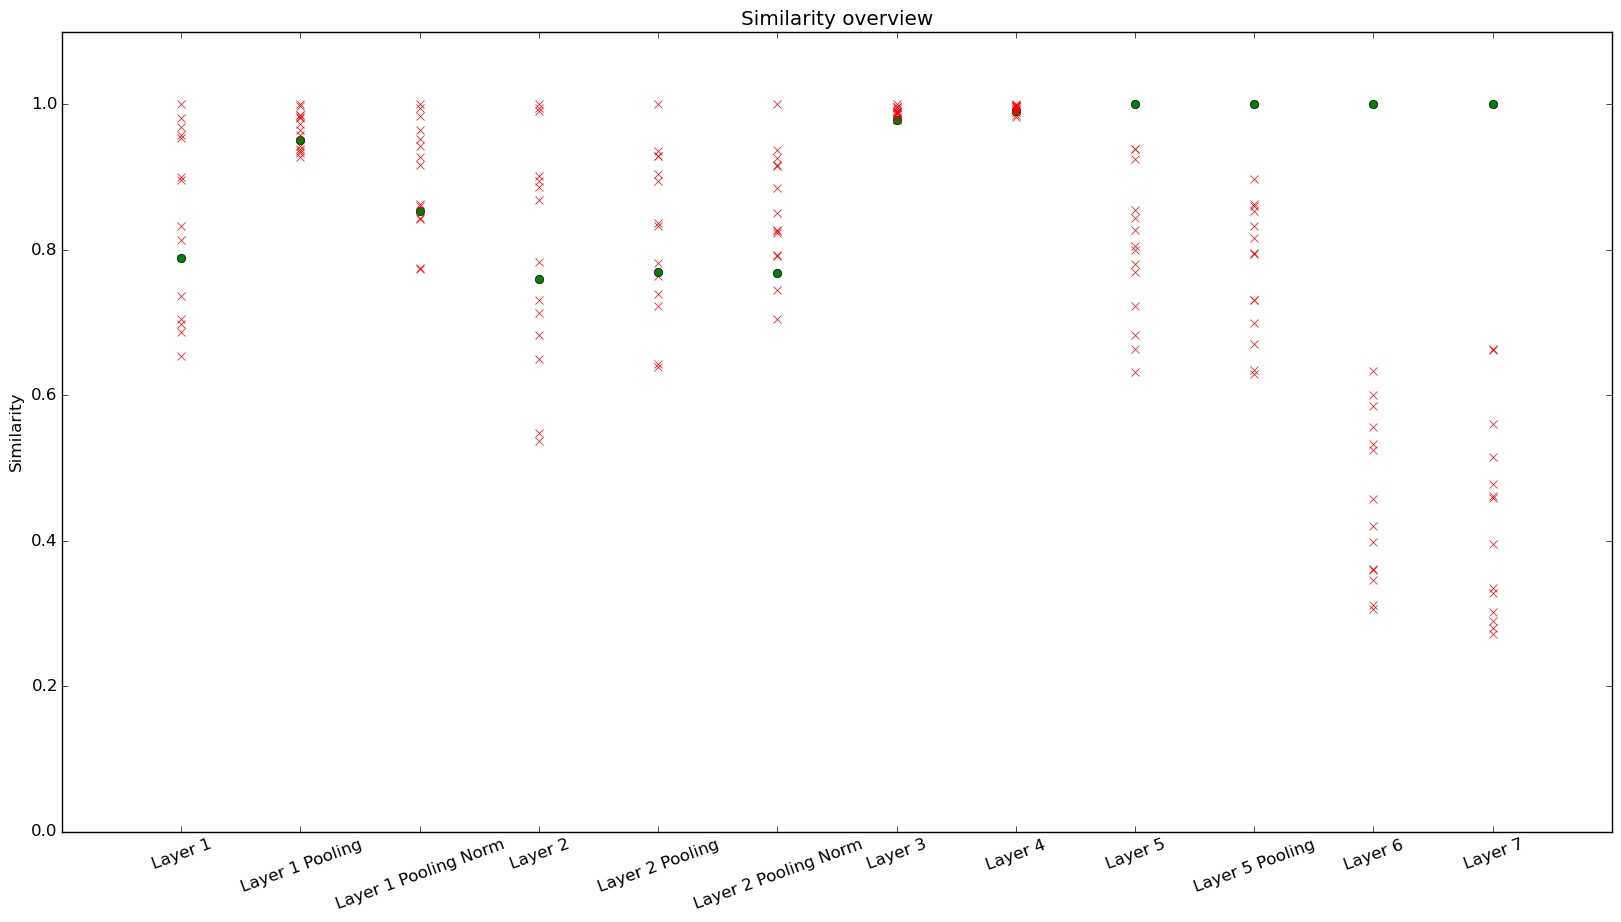 Similarity overview
Similarity
1.0
0.8
0.6
0.4
0.2
0.0
Layer 1
Layer 1 Pooling
Layer 1 Pooling Norm
Layer 2
Layer 2 Pooling
Layer 2 Pooling Norm
Layer 3
Layer 4
Layer 5
Layer 5 Pooling
Layer 6
Layer 7